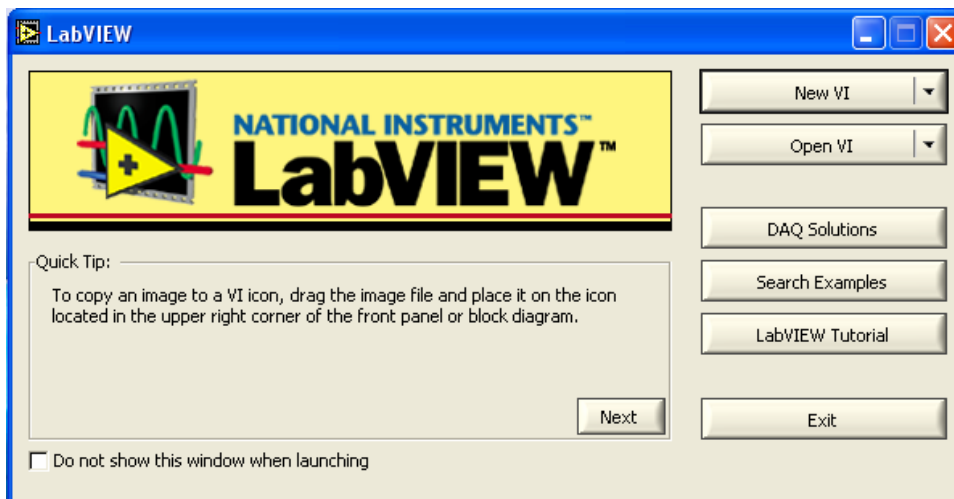 LabVIEW
NATIONAL INSTRUMENTS™
LabVIEW™
New VI
Open VI
DAQ Solutions
Search Examples
LabVIEW Tutorial
Exit
Quick Tip:
To copy an image to a VI icon, drag the image file and place it on the icon
located in the upper right corner of the front panel or block diagram.
Next
Do not show this window when launching